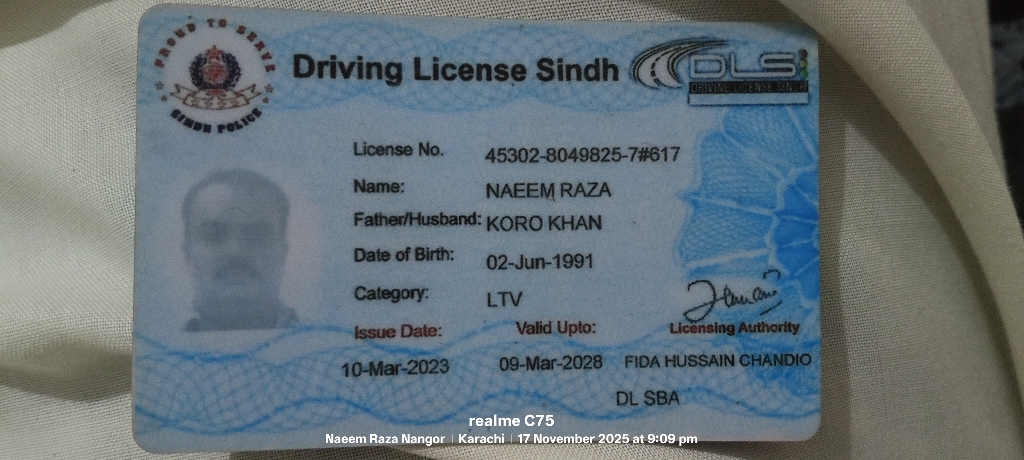 PROUD TO SERVE
SINDH POLICE
Driving License Sindh
DLS
DRIVING LICENSE SINDH
License No. 45302-8049825-7#617
Name: NAEEM RAZA
Father/Husband: KORO KHAN
Date of Birth: 02-Jun-1991
Category: LTV
Issue Date: Valid Upto: Licensing Authority
10-Mar-2023 09-Mar-2028 FIDA HUSSAIN CHANDIO
DL SBA
realme C75
Naeem Raza Nangor | Karachi | 17 November 2025 at 9:09 pm